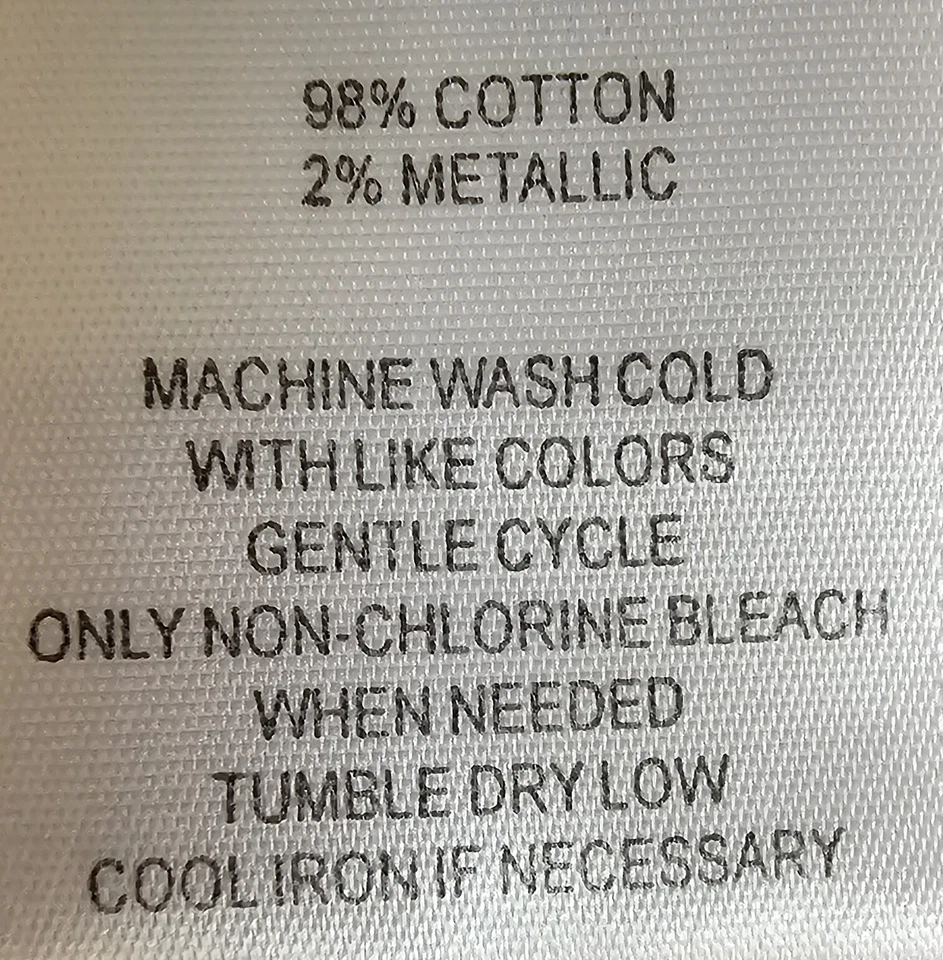 98% COTTON
2% METALLIC
MACHINE WASH COLD
WITH LIKE COLORS
GENTLE CYCLE
ONLY NON-CHLORINE BLEACH
WHEN NEEDED
TUMBLE DRY LOW
COOL IRON IF NECESSARY